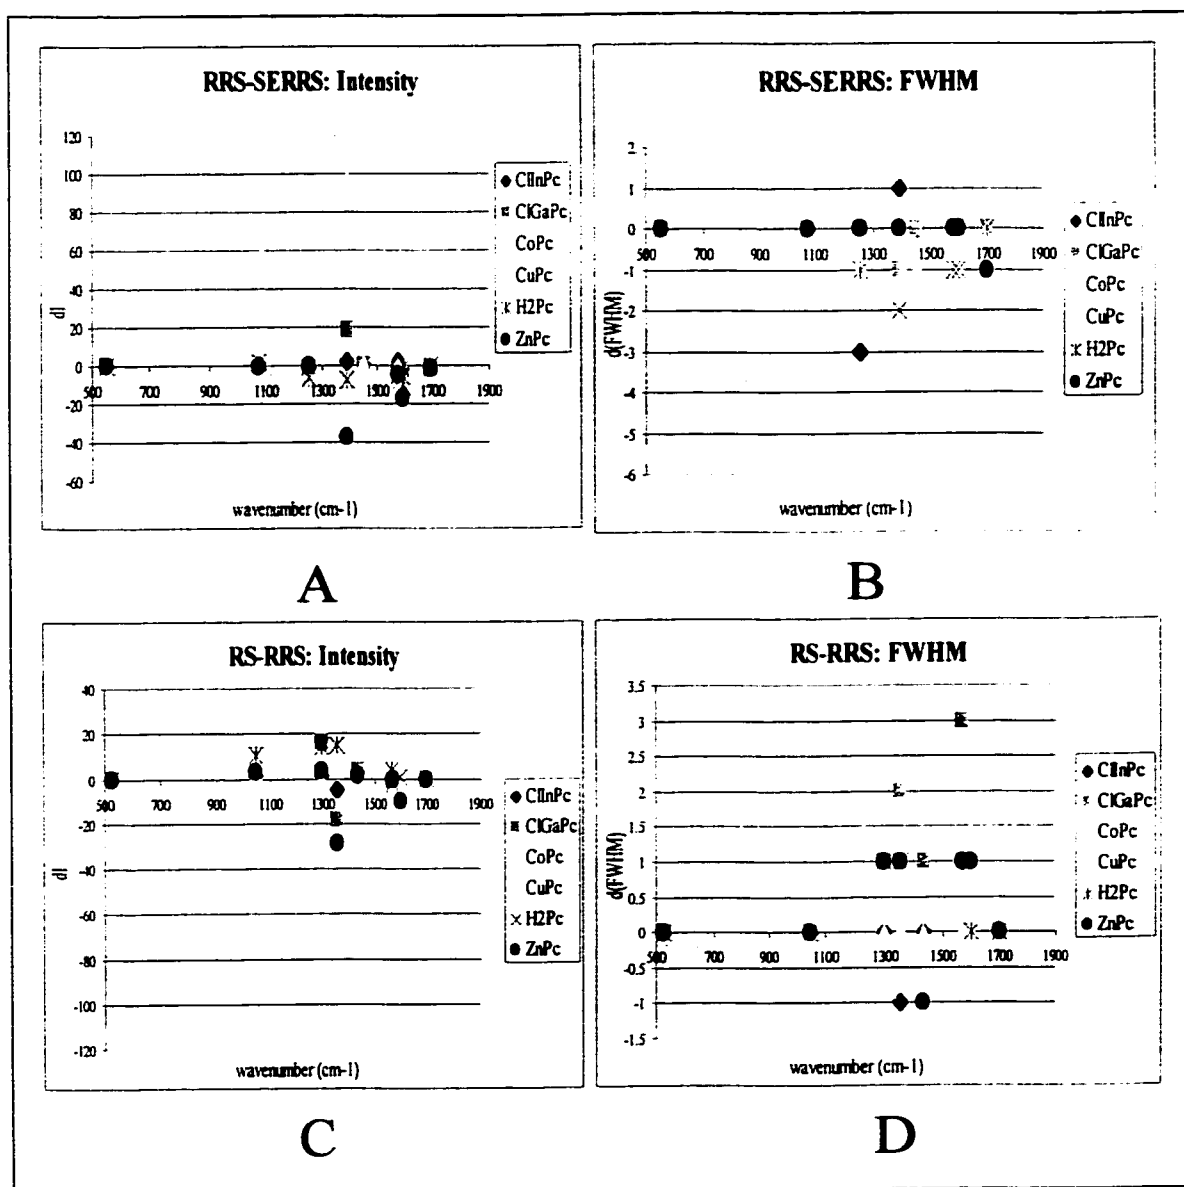 RRS-SERRS: Intensity
120
100
80
60
40
20
0
-20
-40
-60
500 700 900 1100 1300 1500 1700 1900
dI
wavenumber (cm-1)
ClInPc
ClGaPc
CoPc
CuPc
H2Pc
ZnPc
A
RRS-SERRS: FWHM
2
1
0
-1
-2
-3
-4
-5
-6
500 700 900 1100 1300 1500 1700 1900
d(FWHM)
wavenumber (cm-1)
ClInPc
ClGaPc
CoPc
CuPc
H2Pc
ZnPc
B
RS-RRS: Intensity
40
20
0
-20
-40
-60
-80
-100
-120
500 700 900 1100 1300 1500 1700 1900
dI
wavenumber (cm-1)
ClInPc
ClGaPc
CoPc
CuPc
H2Pc
ZnPc
C
RS-RRS: FWHM
3.5
3
2.5
2
1.5
1
0.5
0
-0.5
-1
-1.5
500 700 900 1100 1300 1500 1700 1900
d(FWHM)
wavenumber (cm-1)
ClInPc
ClGaPc
CoPc
CuPc
H2Pc
ZnPc
D